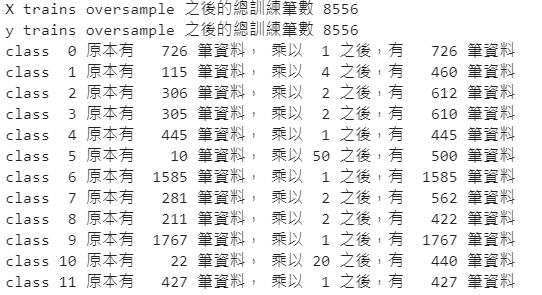 X trains oversample 之後的總訓練筆數 8556
y trains oversample 之後的總訓練筆數 8556
class  0 原本有   726 筆資料， 乘以  1 之後，有   726 筆資料
class  1 原本有   115 筆資料， 乘以  4 之後，有   460 筆資料
class  2 原本有   306 筆資料， 乘以  2 之後，有   612 筆資料
class  3 原本有   305 筆資料， 乘以  2 之後，有   610 筆資料
class  4 原本有   445 筆資料， 乘以  1 之後，有   445 筆資料
class  5 原本有    10 筆資料， 乘以 50 之後，有   500 筆資料
class  6 原本有  1585 筆資料， 乘以  1 之後，有  1585 筆資料
class  7 原本有   281 筆資料， 乘以  2 之後，有   562 筆資料
class  8 原本有   211 筆資料， 乘以  2 之後，有   422 筆資料
class  9 原本有  1767 筆資料， 乘以  1 之後，有  1767 筆資料
class 10 原本有    22 筆資料， 乘以 20 之後，有   440 筆資料
class 11 原本有   427 筆資料， 乘以  1 之後，有   427 筆資料